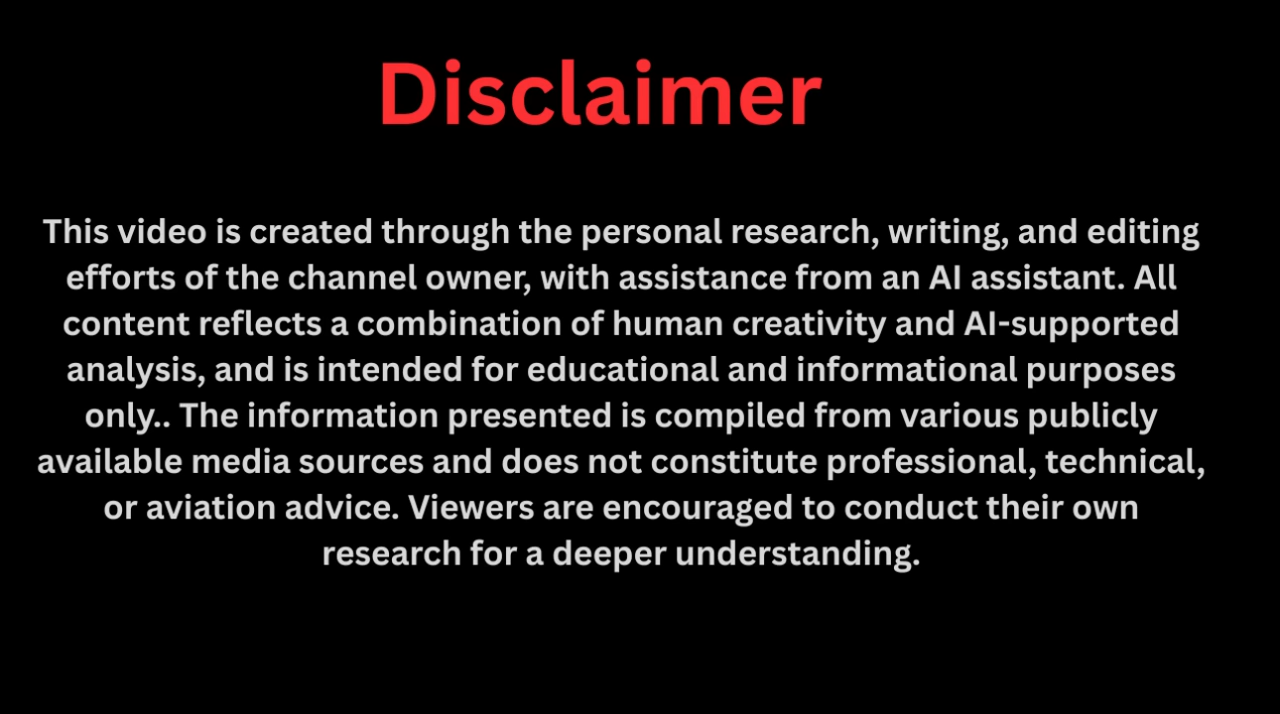 Disclaimer
This video is created through the personal research, writing, and editing
efforts of the channel owner, with assistance from an AI assistant. All
content reflects a combination of human creativity and AI-supported
analysis, and is intended for educational and informational purposes
only.. The information presented is compiled from various publicly
available media sources and does not constitute professional, technical,
or aviation advice. Viewers are encouraged to conduct their own
research for a deeper understanding.